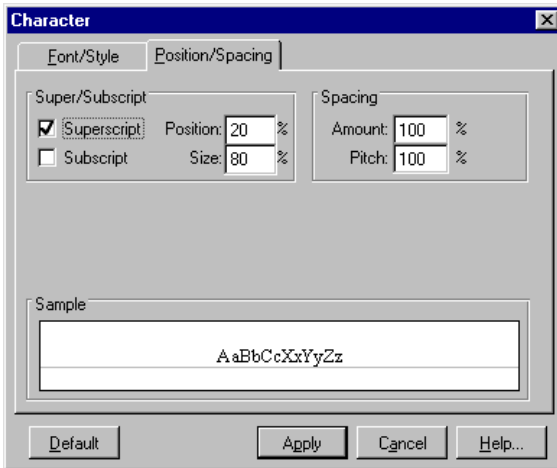 Character
Font/Style Position/Spacing
Super/Subscript Spacing
Superscript Position: 20 % Amount: 100 %
Subscript Size: 80 % Pitch: 100 %
Sample
AaBbCcXxYyZz
Default Apply Cancel Help...